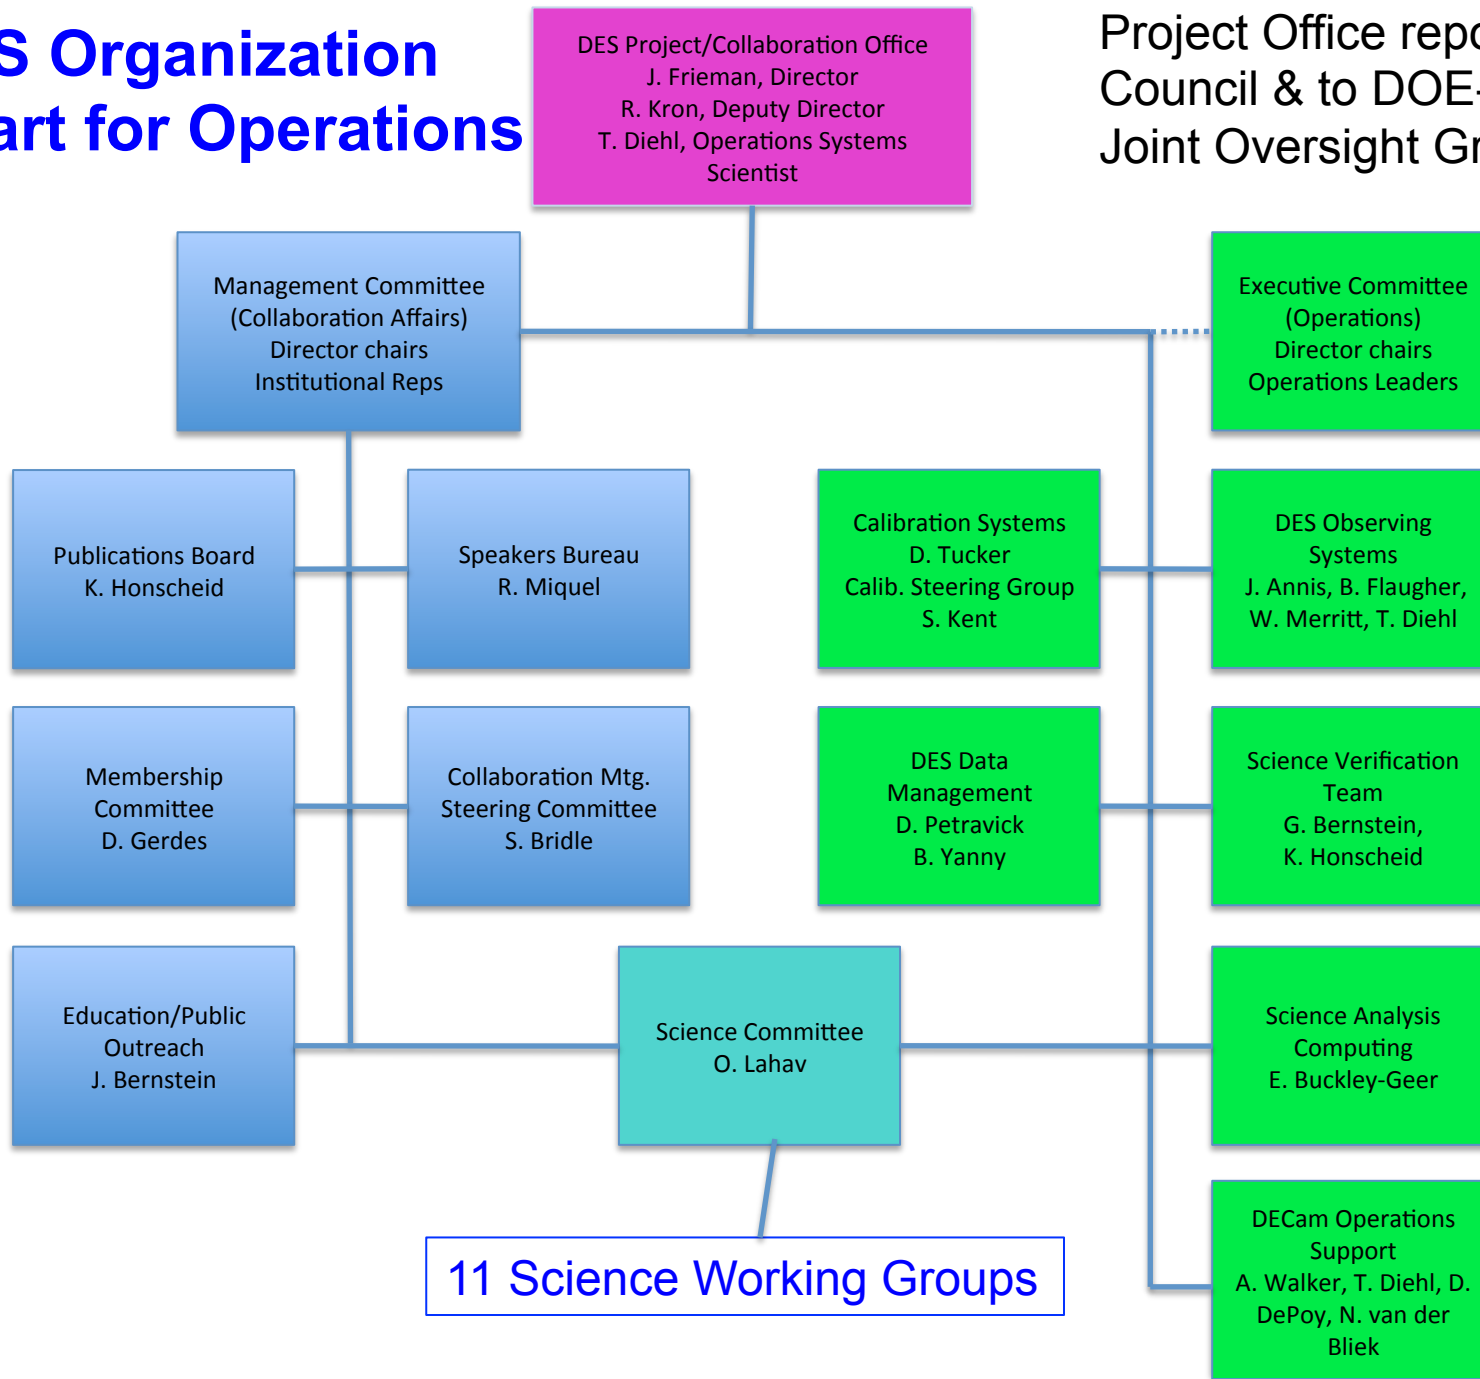 S Organization
art for Operations
DES Project/Collaboration Office
J. Frieman, Director
R. Kron, Deputy Director
T. Diehl, Operations Systems
Scientist
Project Office repo
Council & to DOE-
Joint Oversight Gr
Management Committee
(Collaboration Affairs)
Director chairs
Institutional Reps
Executive Committee
(Operations)
Director chairs
Operations Leaders
Publications Board
K. Honscheid
Speakers Bureau
R. Miquel
Calibration Systems
D. Tucker
Calib. Steering Group
S. Kent
DES Observing
Systems
J. Annis, B. Flaugher,
W. Merritt, T. Diehl
Membership
Committee
D. Gerdes
Collaboration Mtg.
Steering Committee
S. Bridle
DES Data
Management
D. Petravick
B. Yanny
Science Verification
Team
G. Bernstein,
K. Honscheid
Education/Public
Outreach
J. Bernstein
Science Committee
O. Lahav
Science Analysis
Computing
E. Buckley-Geer
11 Science Working Groups
DECam Operations
Support
A. Walker, T. Diehl, D.
DePoy, N. van der
Bliek